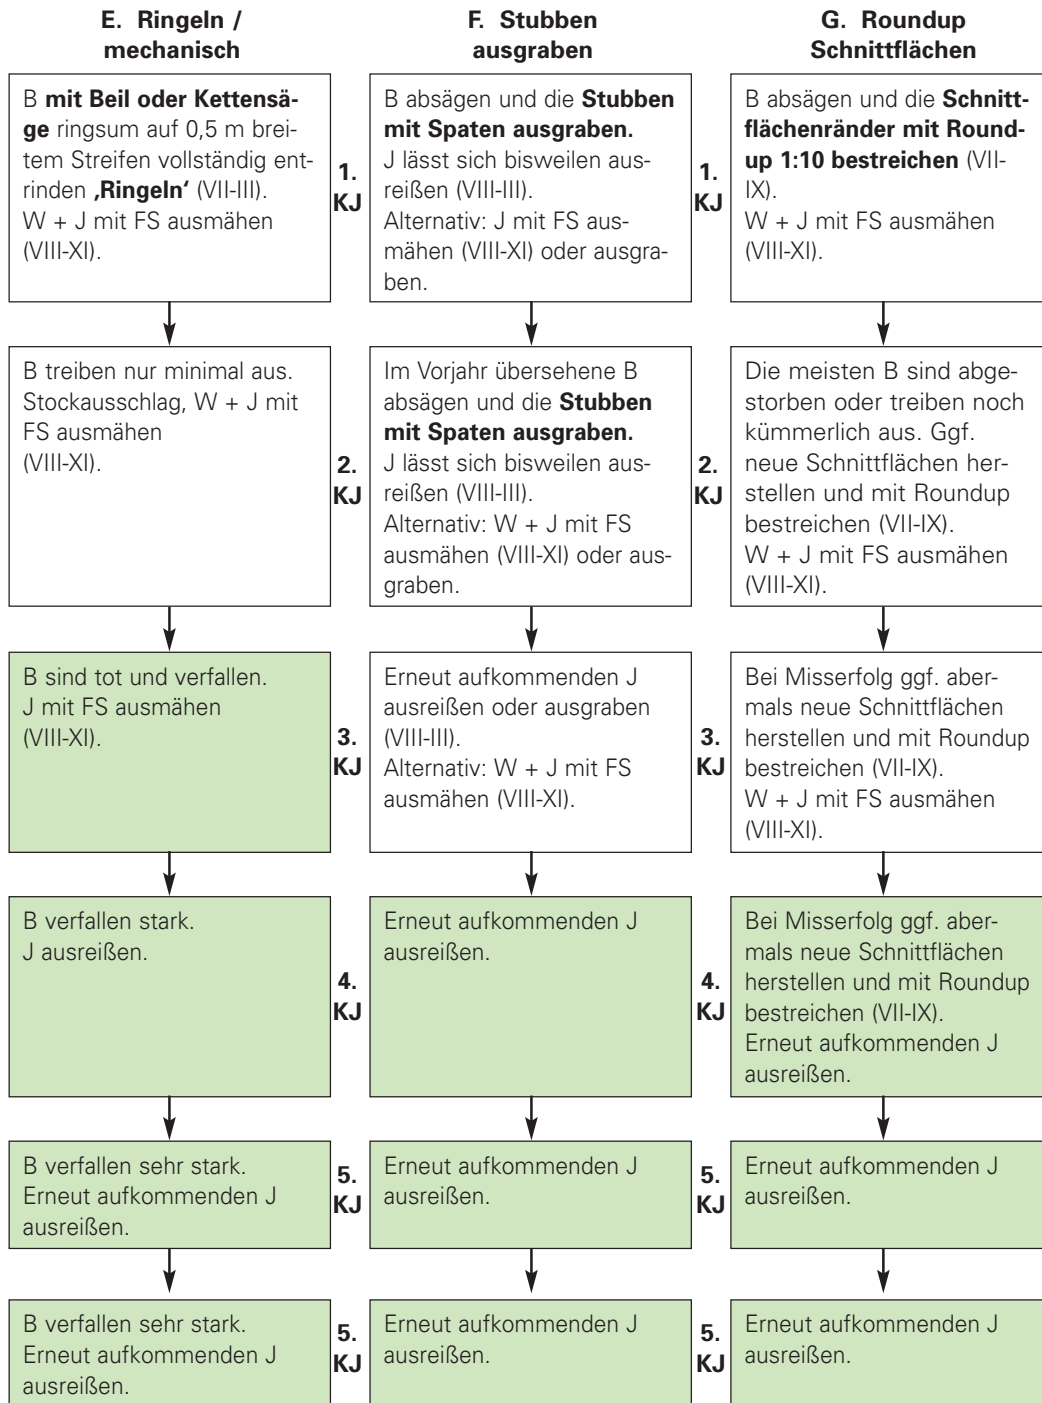 E. Ringeln /
mechanisch
F. Stubben
ausgraben
G. Roundup
Schnittflächen
B mit Beil oder Kettensä-
ge ringsum auf 0,5 m brei-
tem Streifen vollständig ent-
rinden ‚Ringeln‘ (VII-III).
W + J mit FS ausmähen
(VIII-XI).
1.
KJ
B absägen und die Stubben
mit Spaten ausgraben.
J lässt sich bisweilen aus-
reißen (VIII-III).
Alternativ: J mit FS aus-
mähen (VIII-XI) oder ausgra-
ben.
1.
KJ
B absägen und die Schnitt-
flächenränder mit Round-
up 1:10 bestreichen (VII-
IX).
W + J mit FS ausmähen
(VIII-XI).
B treiben nur minimal aus.
Stockausschlag, W + J mit
FS ausmähen
(VIII-XI).
2.
KJ
Im Vorjahr übersehene B
absägen und die Stubben
mit Spaten ausgraben.
J lässt sich bisweilen aus-
reißen (VIII-III).
Alternativ: W + J mit FS
ausmähen (VIII-XI) oder aus-
graben.
2.
KJ
Die meisten B sind abge-
storben oder treiben noch
kümmerlich aus. Ggf.
neue Schnittflächen her-
stellen und mit Roundup
bestreichen (VII-IX).
W + J mit FS ausmähen
(VIII-XI).
B sind tot und verfallen.
J mit FS ausmähen
(VIII-XI).
3.
KJ
Erneut aufkommenden J
ausreißen oder ausgraben
(VIII-III).
Alternativ: W + J mit FS
ausmähen (VIII-XI).
3.
KJ
Bei Misserfolg ggf. aber-
mals neue Schnittflächen
herstellen und mit Roundup
bestreichen (VII-IX).
W + J mit FS ausmähen
(VIII-XI).
B verfallen stark.
J ausreißen.
4.
KJ
Erneut aufkommenden J
ausreißen.
4.
KJ
Bei Misserfolg ggf. aber-
mals neue Schnittflächen
herstellen und mit Roundup
bestreichen (VII-IX).
Erneut aufkommenden J
ausreißen.
B verfallen sehr stark.
Erneut aufkommenden J
ausreißen.
5.
KJ
Erneut aufkommenden J
ausreißen.
5.
KJ
Erneut aufkommenden J
ausreißen.
B verfallen sehr stark.
Erneut aufkommenden J
ausreißen.
5.
KJ
Erneut aufkommenden J
ausreißen.
5.
KJ
Erneut aufkommenden J
ausreißen.